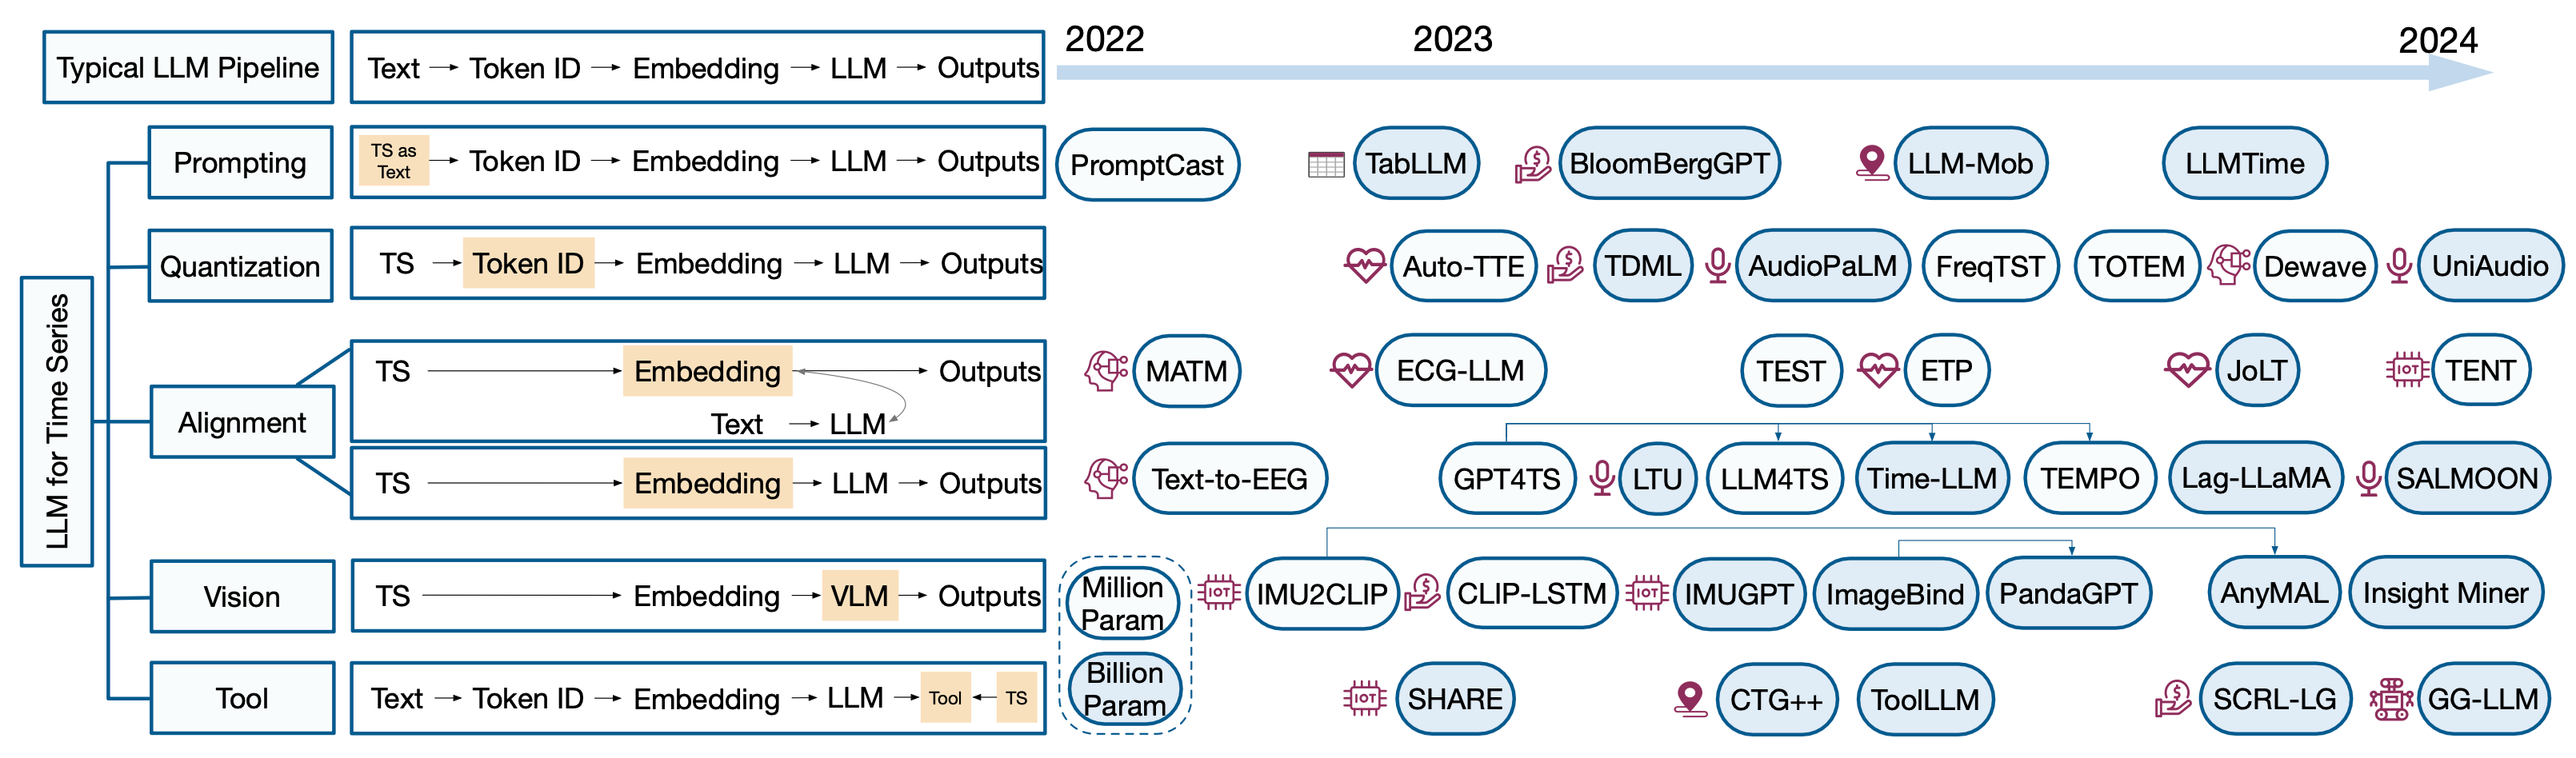 2022
2023
2024
Typical LLM Pipeline
Text → Token ID → Embedding → LLM → Outputs
LLM for Time Series
Prompting
TS as
Text
→ Token ID → Embedding → LLM → Outputs
PromptCast
TabLLM
BloomBergGPT
LLM-Mob
LLMTime
Quantization
TS → Token ID → Embedding → LLM → Outputs
Auto-TTE
TDML
AudioPaLM
FreqTST
TOTEM
Dewave
UniAudio
Alignment
TS → Embedding → Outputs
Text → LLM
MATM
ECG-LLM
TEST
ETP
JoLT
IOT
TENT
TS → Embedding → LLM → Outputs
Text-to-EEG
GPT4TS
LTU
LLM4TS
Time-LLM
TEMPO
Lag-LLaMA
SALMOON
Vision
TS → Embedding → VLM → Outputs
Million
Param
IOT
IMU2CLIP
CLIP-LSTM
IOT
IMUGPT
ImageBind
PandaGPT
AnyMAL
Insight Miner
Tool
Text → Token ID → Embedding → LLM → Tool ← TS
Billion
Param
IOT
SHARE
CTG++
ToolLLM
SCRL-LG
GG-LLM